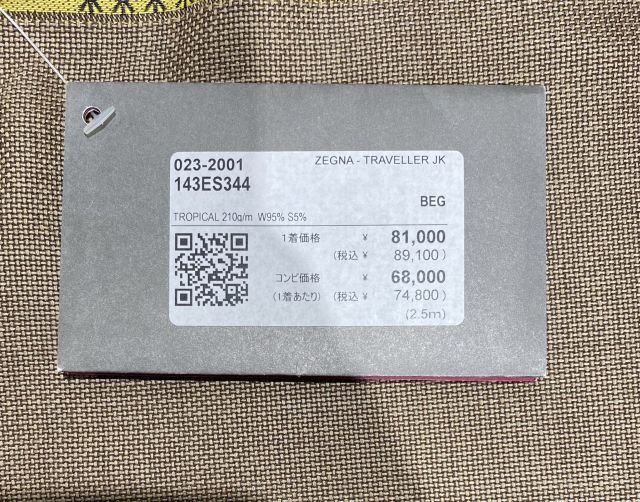 023-2001 ZEGNA - TRAVELLER JK
143ES344
BEG
TROPICAL 210g/m W95% S5%
1着価格 ¥ 81,000
(税込 ¥ 89,100)
コンビ価格 ¥ 68,000
(1着あたり) (税込 ¥ 74,800)
(2.5m)